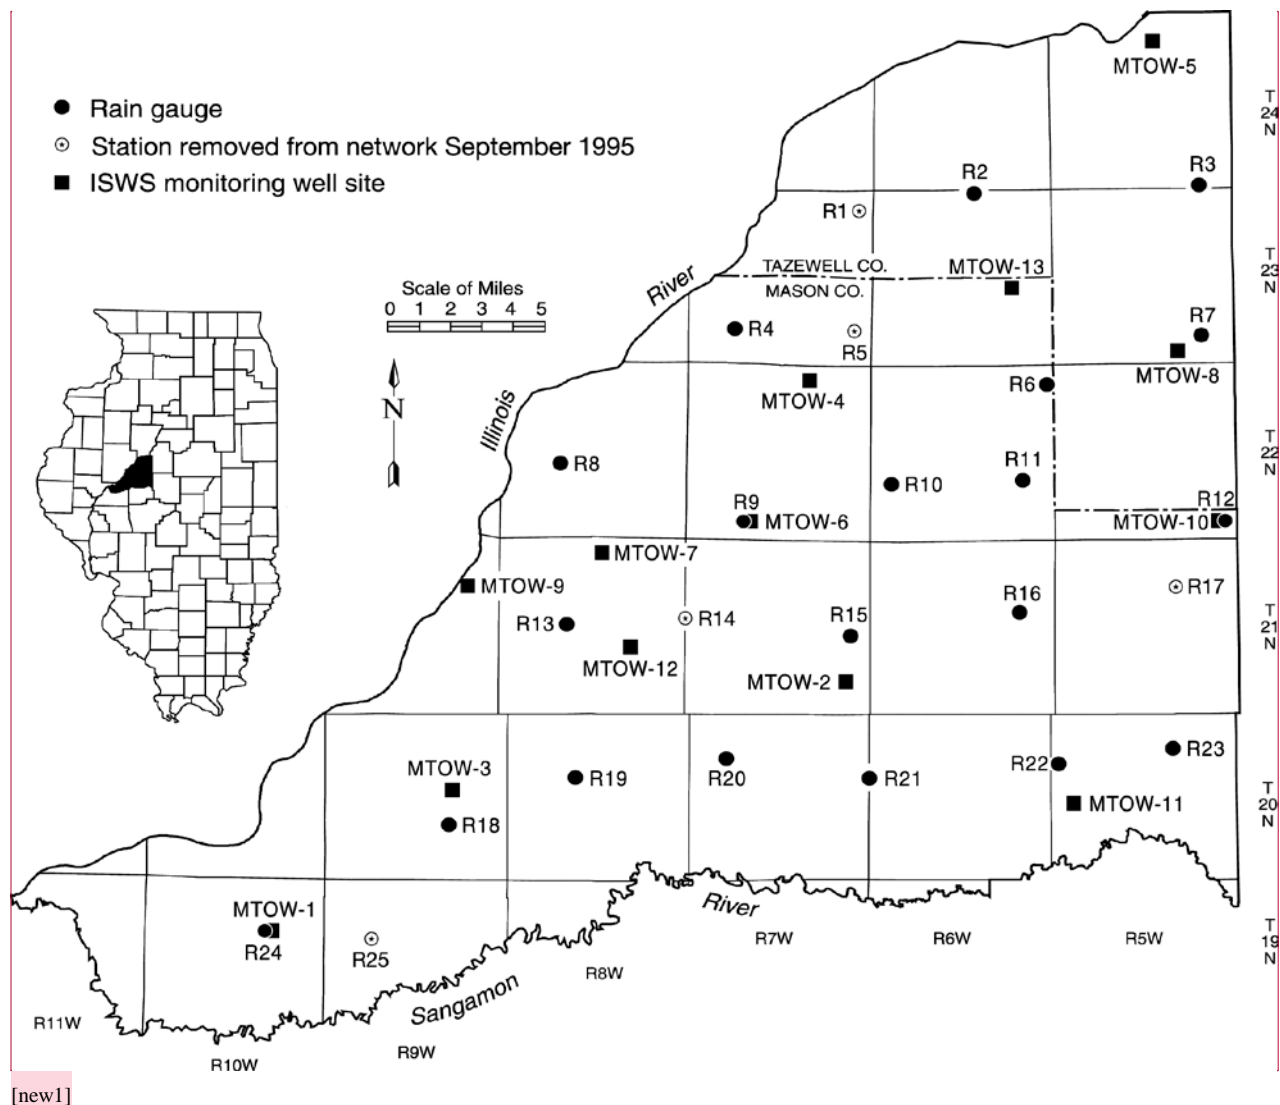 MTOW-5
T
24
N
Rain gauge
Station removed from network September 1995
ISWS monitoring well site
R2
R3
R1
TAZEWELL CO.
MASON CO.
MTOW-13
T
23
N
River
Scale of Miles
0 1 2 3 4 5
R4
R5
R7
MTOW-8
N
MTOW-4
R6
Illinois
R8
R10
R11
T
22
N
R9
MTOW-6
R12
MTOW-10
MTOW-7
MTOW-9
R13
R14
R15
R16
R17
T
21
N
MTOW-12
MTOW-2
MTOW-3
R18
R19
R20
R21
R22
R23
MTOW-11
T
20
N
MTOW-1
R24
R25
River
R7W
R6W
R5W
T
19
N
R8W
Sangamon
R11W
R10W
R9W
[new1]